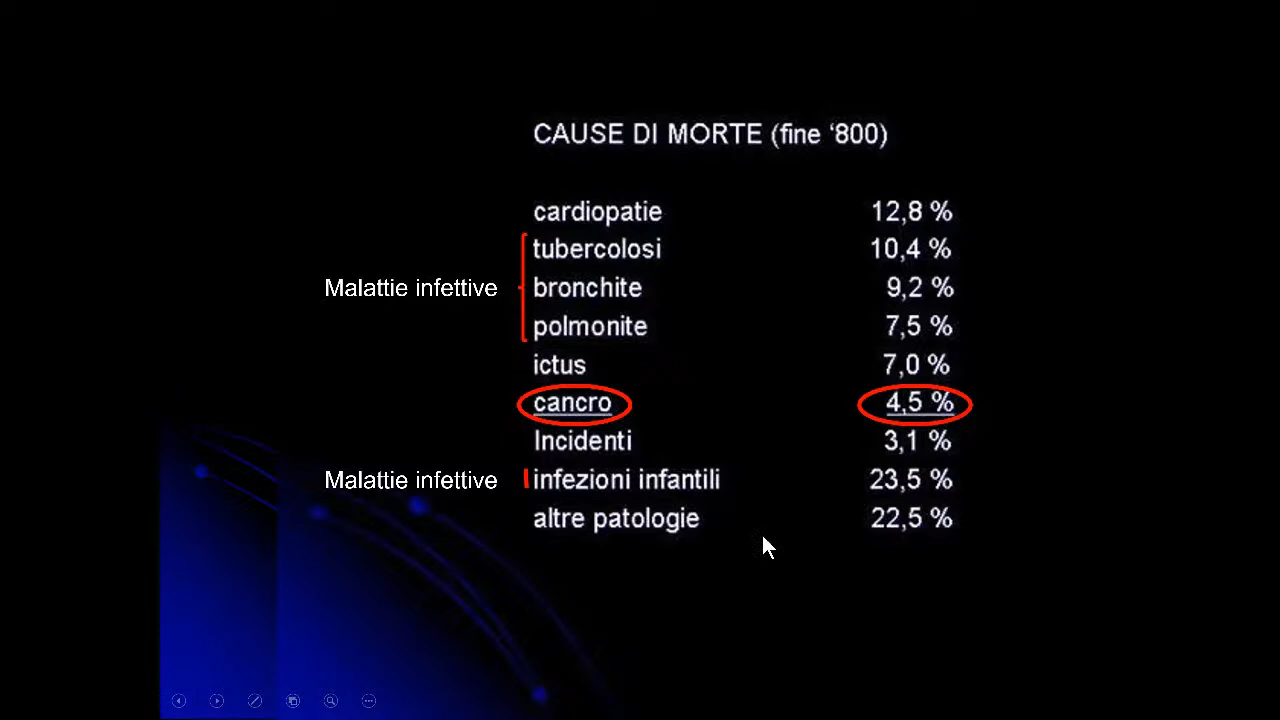 CAUSE DI MORTE (fine ‘800)
cardiopatie 12,8 %
tubercolosi 10,4 %
Malattie infettive bronchite 9,2 %
polmonite 7,5 %
ictus 7,0 %
cancro 4,5 %
Incidenti 3,1 %
Malattie infettive infezioni infantili 23,5 %
altre patologie 22,5 %